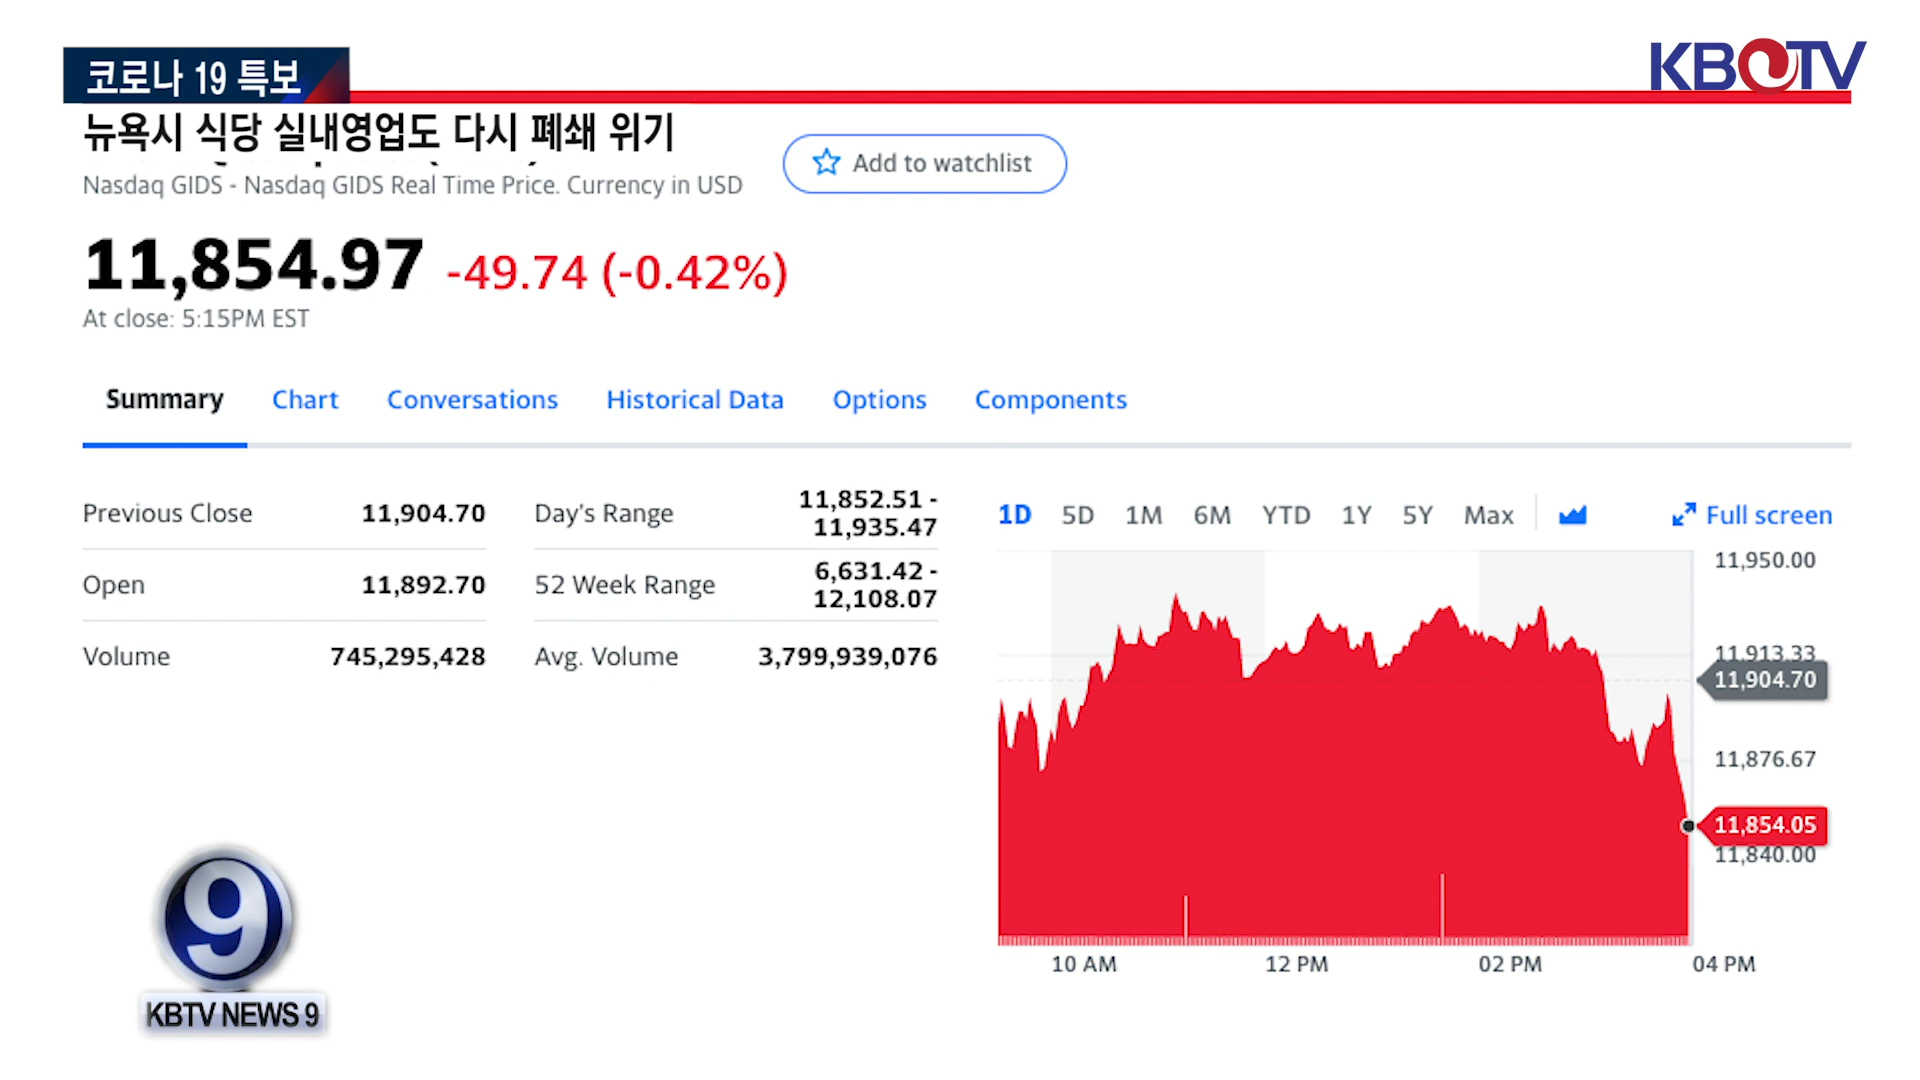 코로나 19 특보
KBTV
뉴욕시 식당 실내영업도 다시 폐쇄 위기
Add to watchlist
Nasdaq GIDS - Nasdaq GIDS Real Time Price. Currency in USD
11,854.97 -49.74 (-0.42%)
At close: 5:15PM EST
Summary Chart Conversations Historical Data Options Components
Previous Close 11,904.70
Open 11,892.70
Volume 745,295,428
Day's Range 11,852.51 -
11,935.47
52 Week Range 6,631.42 -
12,108.07
Avg. Volume 3,799,939,076
1D 5D 1M 6M YTD 1Y 5Y Max Full screen
11,950.00
11,913.33
11,904.70
11,876.67
11,854.05
11,840.00
10 AM 12 PM 02 PM 04 PM
9
KBTV NEWS 9